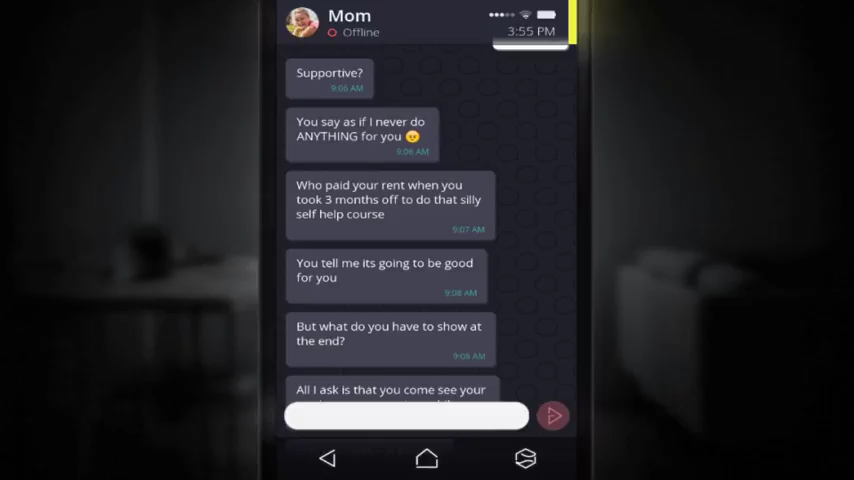 Mom
Offline
3:55 PM
Supportive?
9:06 AM
You say as if I never do
ANYTHING for you 😠
9:06 AM
Who paid your rent when you
took 3 months off to do that silly
self help course
9:07 AM
You tell me its going to be good
for you
9:08 AM
But what do you have to show at
the end?
9:08 AM
All I ask is that you come see your